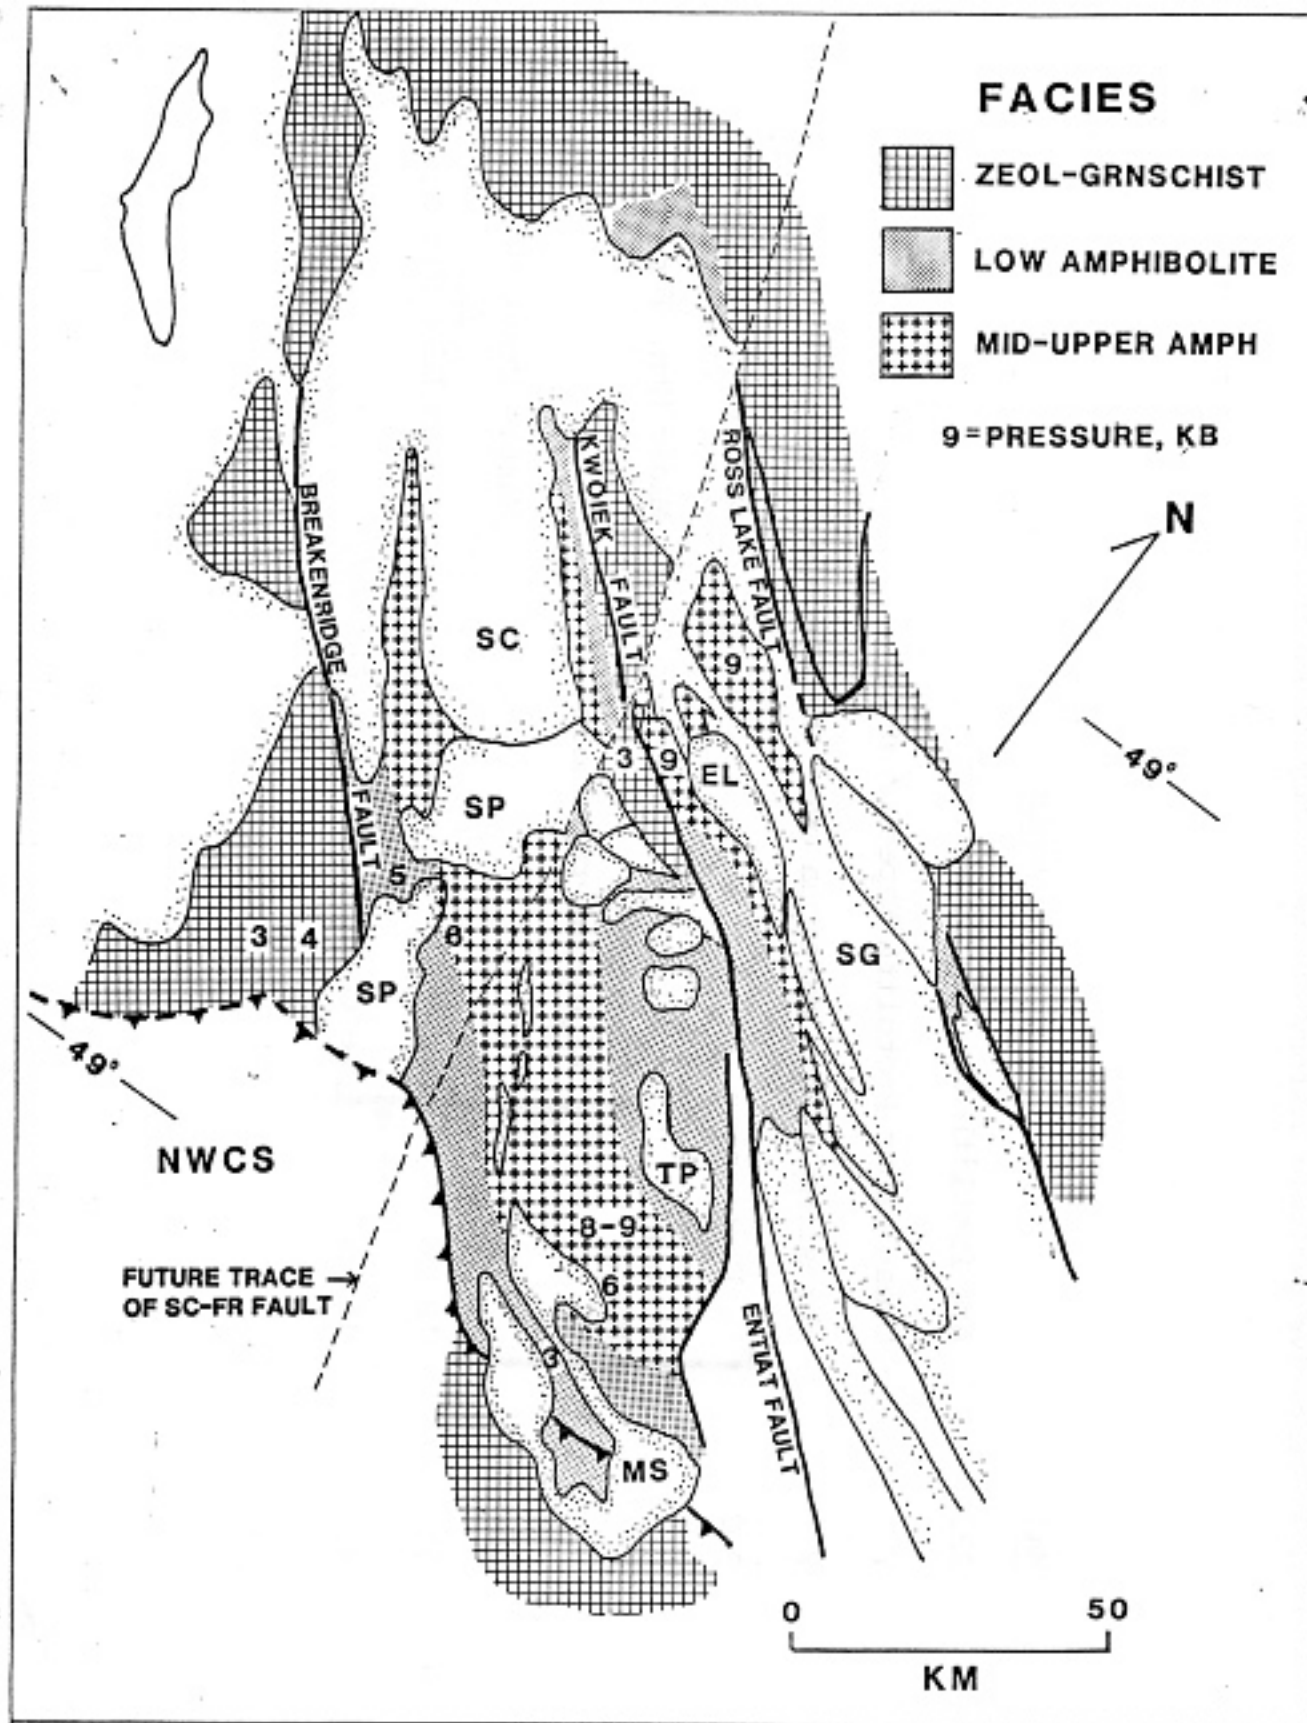 FACIES
ZEOL-GRNSCHIST
LOW AMPHIBOLITE
MID-UPPER AMPH
9=PRESSURE, KB
N
49°
BREAKENRIDGE
FAULT
KWOIEK
FAULT
ROSS LAKE FAULT
SC
9
3
9
EL
SP
5
3
4
6
SG
SP
49°
NWCS
TP
8-9
6
FUTURE TRACE →
OF SC-FR FAULT
ENTIAT FAULT
3
MS
0
50
KM